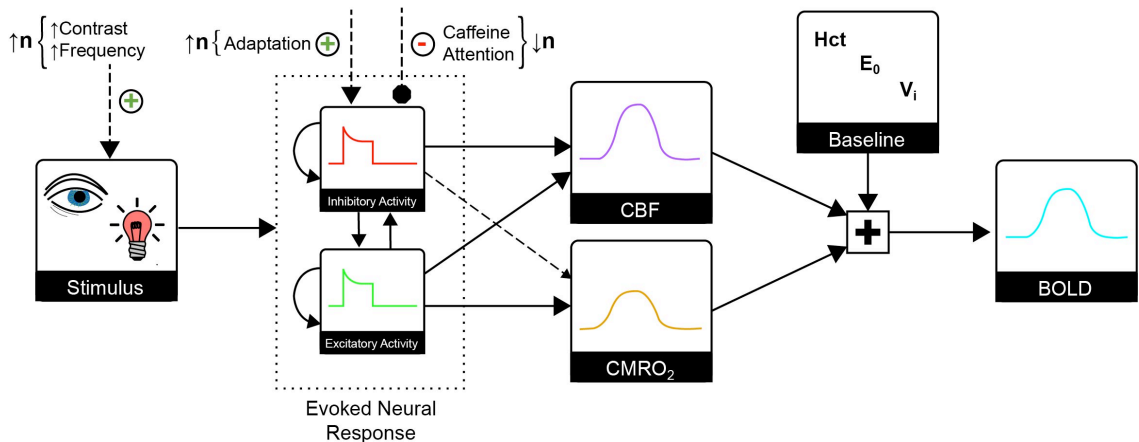 ↑n { ↑Contrast
↑Frequency
+
Stimulus
↑n { Adaptation +
- Caffeine
Attention } ↓n
Inhibitory Activity
Excitatory Activity
Evoked Neural
Response
CBF
CMRO₂
Hct
E₀
Vᵢ
Baseline
+
BOLD